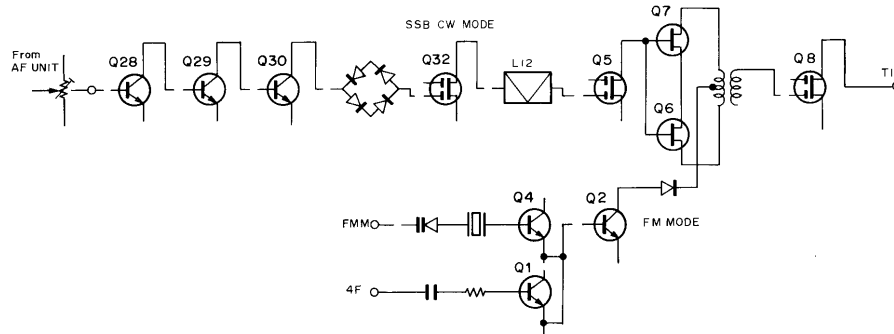 SSB CW MODE
From
AF UNIT
Q28
Q29
Q30
Q32
L12
Q5
Q7
Q6
Q8
T1
Q4
Q2
FMM
FM MODE
Q1
4F